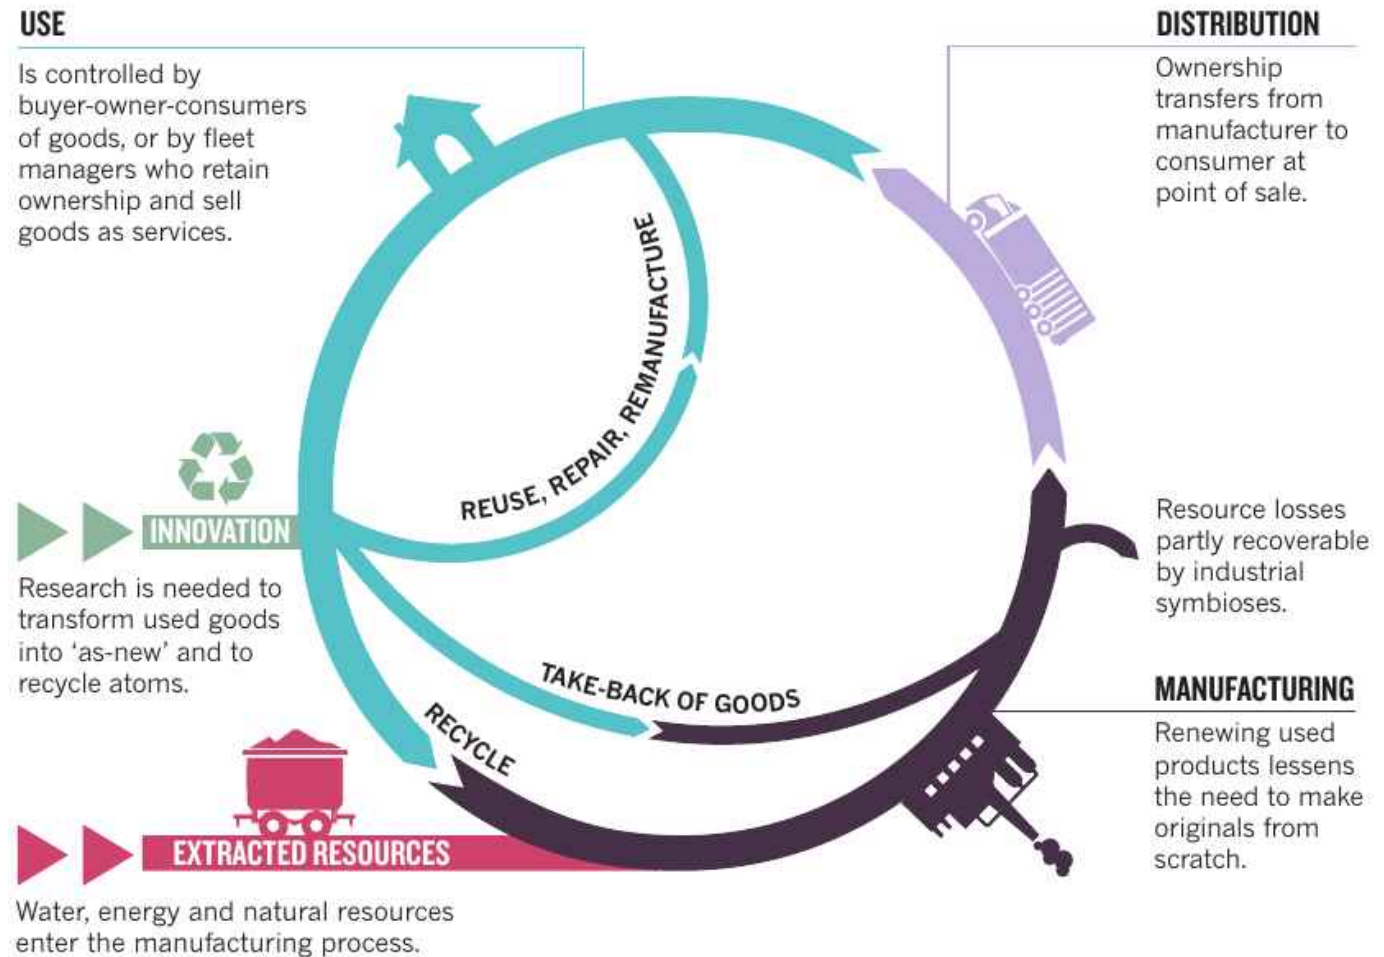 USE
Is controlled by
buyer-owner-consumers
of goods, or by fleet
managers who retain
ownership and sell
goods as services.
DISTRIBUTION
Ownership
transfers from
manufacturer to
consumer at
point of sale.
REUSE, REPAIR, REMANUFACTURE
INNOVATION
Research is needed to
transform used goods
into ‘as-new’ and to
recycle atoms.
Resource losses
partly recoverable
by industrial
symbioses.
TAKE-BACK OF GOODS
RECYCLE
MANUFACTURING
Renewing used
products lessens
the need to make
originals from
scratch.
EXTRACTED RESOURCES
Water, energy and natural resources
enter the manufacturing process.